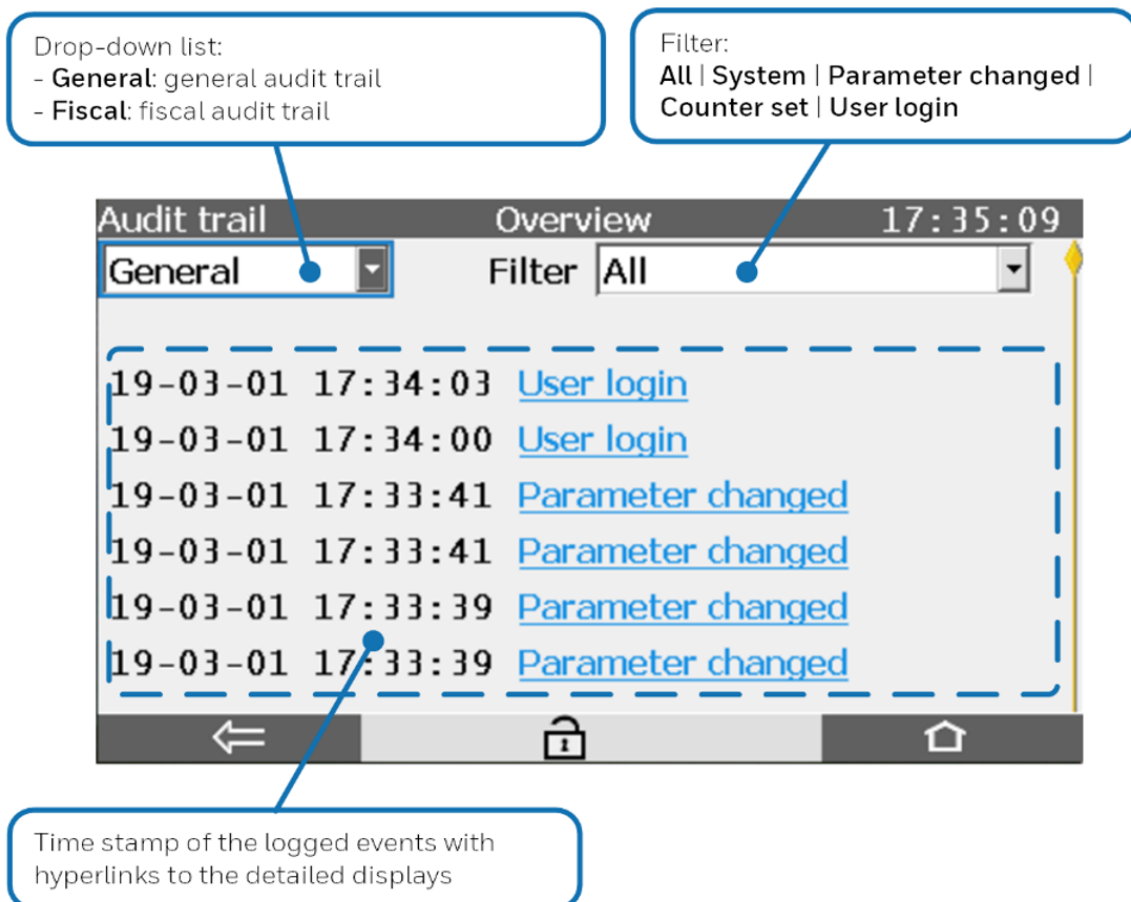 Drop-down list:
- General: general audit trail
- Fiscal: fiscal audit trail
Filter:
All | System | Parameter changed |
Counter set | User login
Audit trail Overview 17:35:09
General Filter All
19-03-01 17:34:03 User login
19-03-01 17:34:00 User login
19-03-01 17:33:41 Parameter changed
19-03-01 17:33:41 Parameter changed
19-03-01 17:33:39 Parameter changed
19-03-01 17:33:39 Parameter changed
Time stamp of the logged events with
hyperlinks to the detailed displays